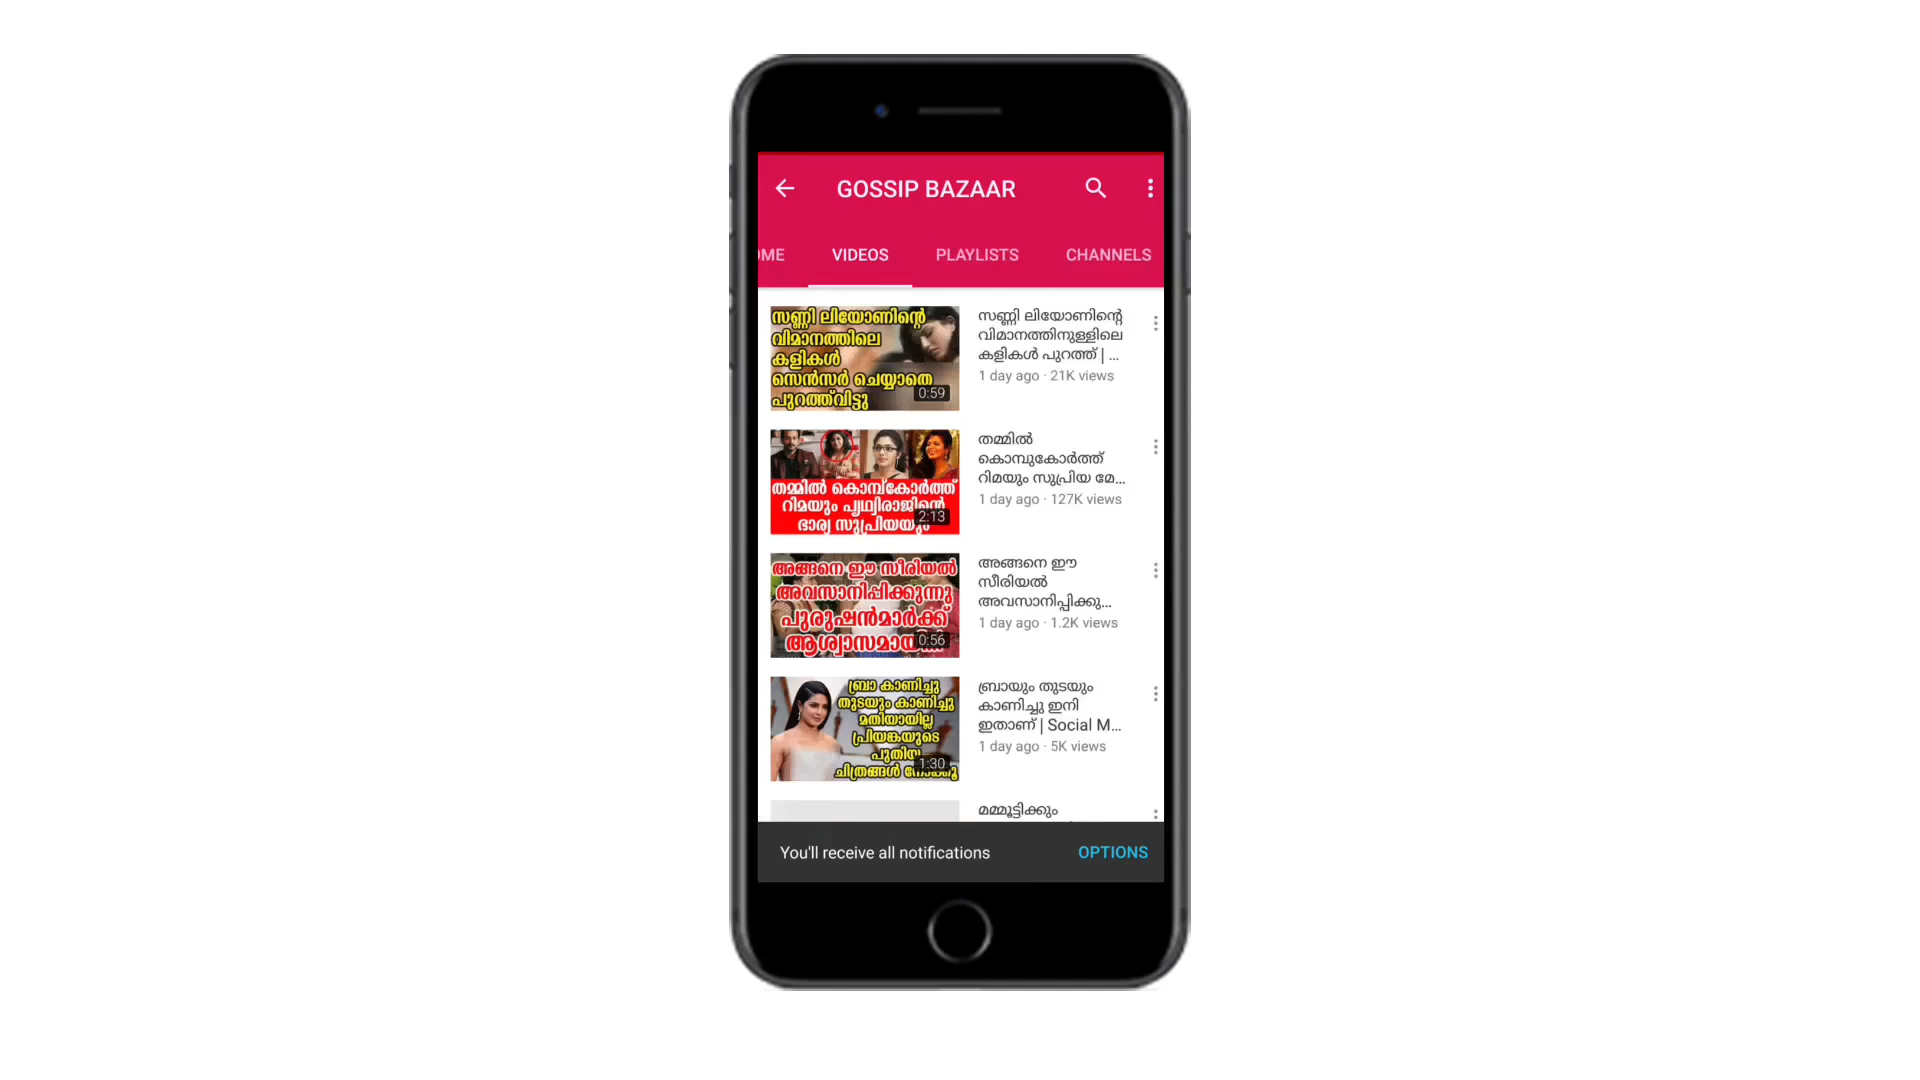 GOSSIP BAZAAR
OME VIDEOS PLAYLISTS CHANNELS
സണ്ണി ലിയോണിന്റെ
വിമാനത്തിലെ
കളികൾ
സെൻസർ ചെയ്യാതെ
പുറത്ത്‌വിട്ടു
0:59
സണ്ണി ലിയോണിന്റെ
വിമാനത്തിനുള്ളിലെ
കളികൾ പുറത്ത് | ...
1 day ago · 21K views
തമ്മിൽ കൊമ്പ്കോർത്ത്
റിമയും പൃഥ്വിരാജിന്റെ
ഭാര്യ സുപ്രിയയും
2:13
തമ്മിൽ
കൊമ്പുകോർത്ത്
റിമയും സുപ്രിയ മേ...
1 day ago · 127K views
അങ്ങനെ ഈ സീരിയൽ
അവസാനിപ്പിക്കുന്നു
പുരുഷൻമാർക്ക്
0:56
അങ്ങനെ ഈ
സീരിയൽ
അവസാനിപ്പിക്കു...
1 day ago · 1.2K views
ബ്രാ കാണിച്ചു
തുടയും കാണിച്ചു
മതിയായില്ല
പ്രിയങ്കയുടെ
പുതിയ
ചിത്രങ്ങൾ നോക്കൂ
1:30
ബ്രായും തുടയും
കാണിച്ചു ഇനി
ഇതാണ് | Social M...
1 day ago · 5K views
മമ്മൂട്ടിക്കും
You'll receive all notifications OPTIONS